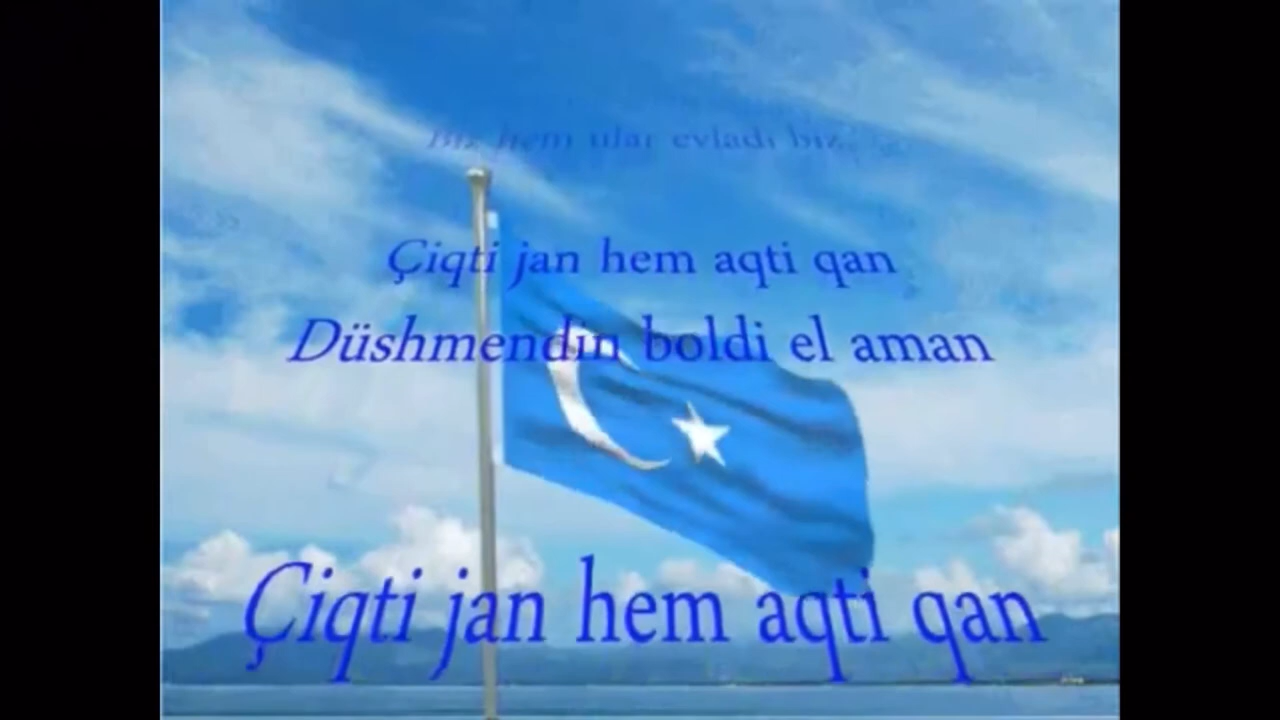 Biz hem ular evladi biz
Çiqti jan hem aqti qan
Düshmendin boldi el aman
Çiqti jan hem aqti qan